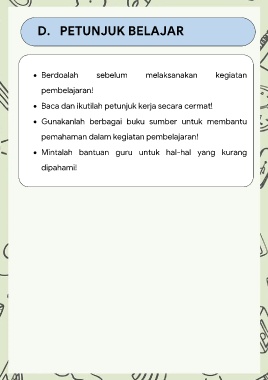 D. PETUNJUK BELAJAR
• Berdoalah sebelum melaksanakan kegiatan
pembelajaran!
• Baca dan ikutilah petunjuk kerja secara cermat!
• Gunakanlah berbagai buku sumber untuk membantu
pemahaman dalam kegiatan pembelajaran!
• Mintalah bantuan guru untuk hal-hal yang kurang
dipahami!